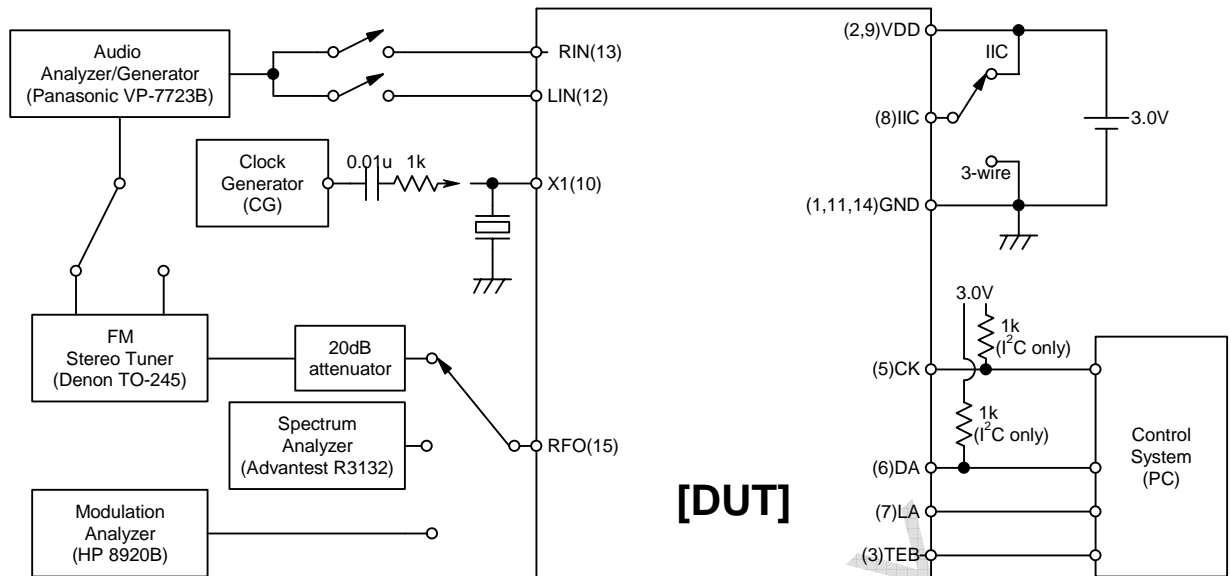 Audio
Analyzer/Generator
(Panasonic VP-7723B)
RIN(13)
LIN(12)
Clock
Generator
(CG)
0.01u
1k
X1(10)
FM
Stereo Tuner
(Denon TO-245)
20dB
attenuator
Spectrum
Analyzer
(Advantest R3132)
RFO(15)
Modulation
Analyzer
(HP 8920B)
[DUT]
(2,9)VDD
IIC
(8)IIC
3.0V
3-wire
(1,11,14)GND
3.0V
1k
(I²C only)
(5)CK
1k
(I²C only)
(6)DA
(7)LA
(3)TEB
Control
System
(PC)